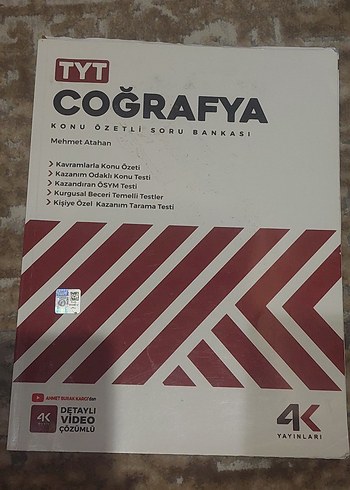 TYT
COĞRAFYA
KONU ÖZETLİ SORU BANKASI
Mehmet Atahan
Kavramlarla Konu Özeti
Kazanım Odaklı Konu Testi
Kazandıran ÖSYM Testi
Kurgusal Beceri Temelli Testler
Kişiye Özel Kazanım Tarama Testi
4K
DETAYLI
VİDEO
ÇÖZÜMLÜ
4K
YAYINLARI